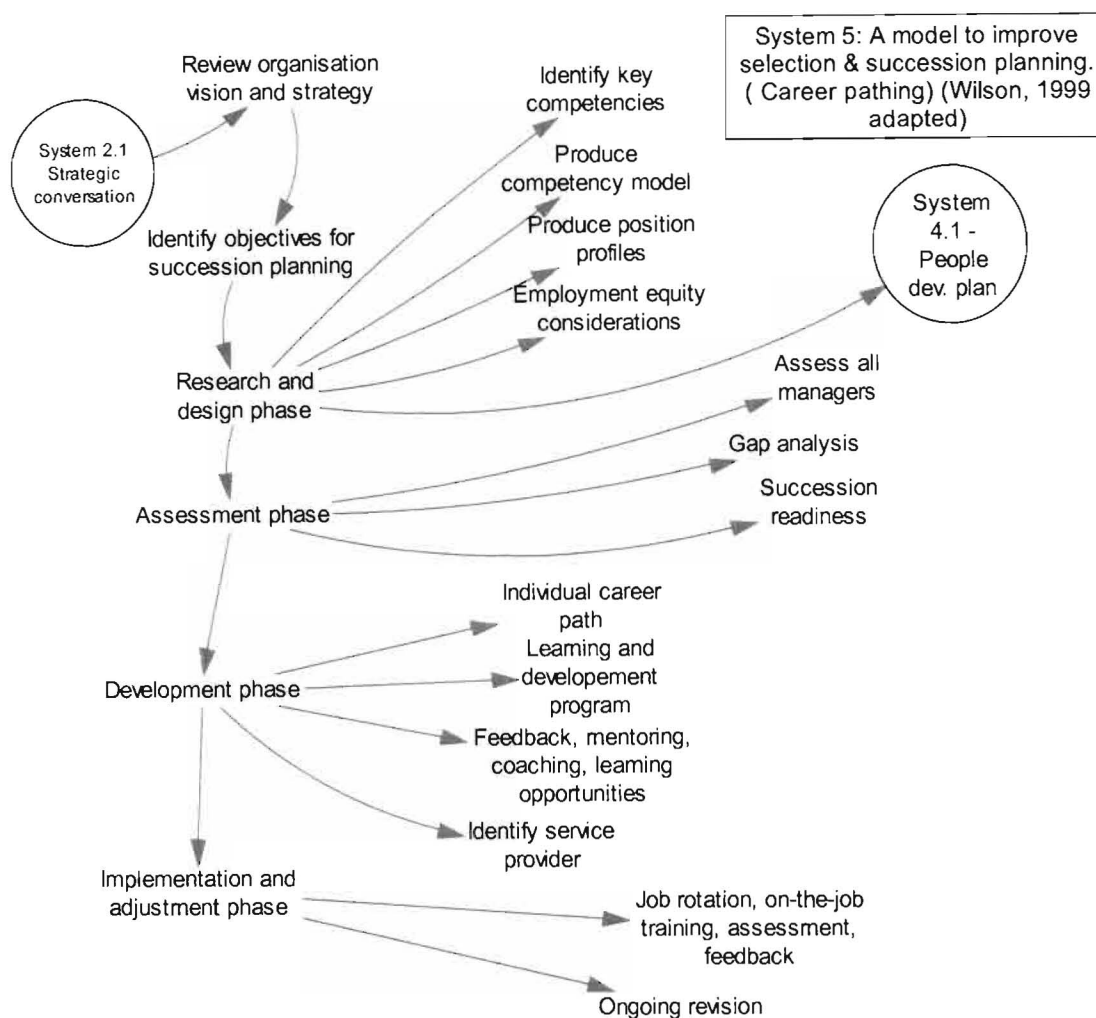 System 5: A model to improve
selection & succession planning.
( Career pathing) (Wilson, 1999
adapted)
Review organisation
vision and strategy
System 2.1
Strategic
conversation
Identify objectives for
succession planning
Identify key
competencies
Produce
competency model
Produce position
profiles
Employment equity
considerations
System
4.1 -
People
dev. plan
Research and
design phase
Assess all
managers
Gap analysis
Succession
readiness
Assessment phase
Individual career
path
Learning and
developement
program
Development phase
Feedback, mentoring,
coaching, learning
opportunities
Identify service
provider
Implementation and
adjustment phase
Job rotation, on-the-job
training, assessment,
feedback
Ongoing revision